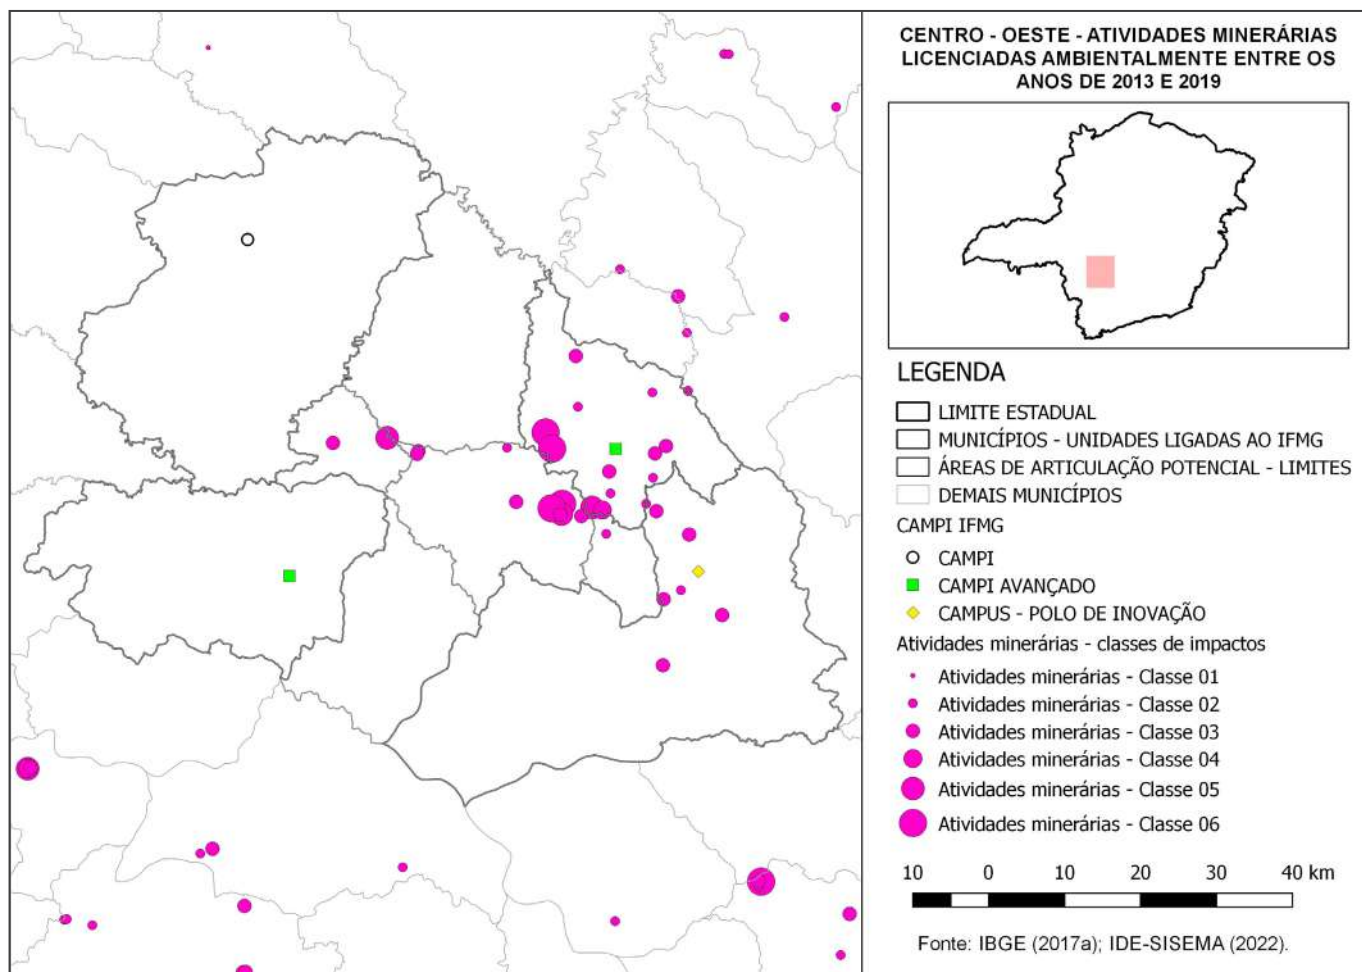 CENTRO - OESTE - ATIVIDADES MINERÁRIAS
LICENCIADAS AMBIENTALMENTE ENTRE OS
ANOS DE 2013 E 2019
LEGENDA
LIMITE ESTADUAL
MUNICÍPIOS - UNIDADES LIGADAS AO IFMG
ÁREAS DE ARTICULAÇÃO POTENCIAL - LIMITES
DEMAIS MUNICÍPIOS
CAMPI IFMG
CAMPI
CAMPI AVANÇADO
CAMPUS - POLO DE INOVAÇÃO
Atividades minerárias - classes de impactos
Atividades minerárias - Classe 01
Atividades minerárias - Classe 02
Atividades minerárias - Classe 03
Atividades minerárias - Classe 04
Atividades minerárias - Classe 05
Atividades minerárias - Classe 06
10 0 10 20 30 40 km
Fonte: IBGE (2017a); IDE-SISEMA (2022).